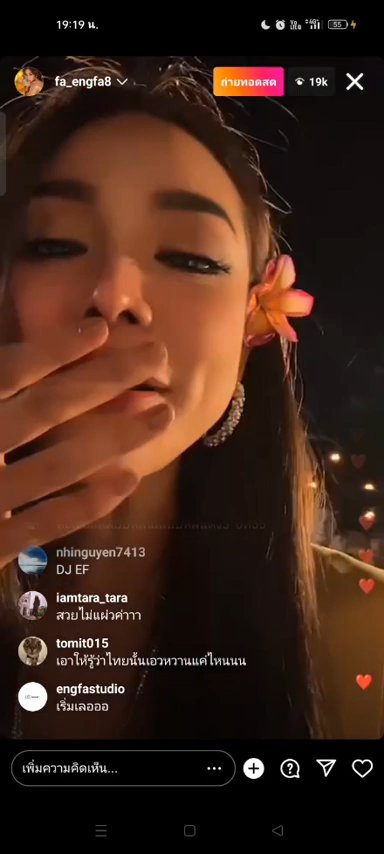 19:19 น.
55
fa_engfa8
ถ่ายทอดสด
19k
nhinguyen7413
DJ EF
iamtara_tara
สวยไม่แผ่วค่าาา
tomit015
เอาให้รู้ว่าไทยนั้นเอวหวานแค่ไหนนน
engfastudio
เริ่มเลอออ
เพิ่มความคิดเห็น...